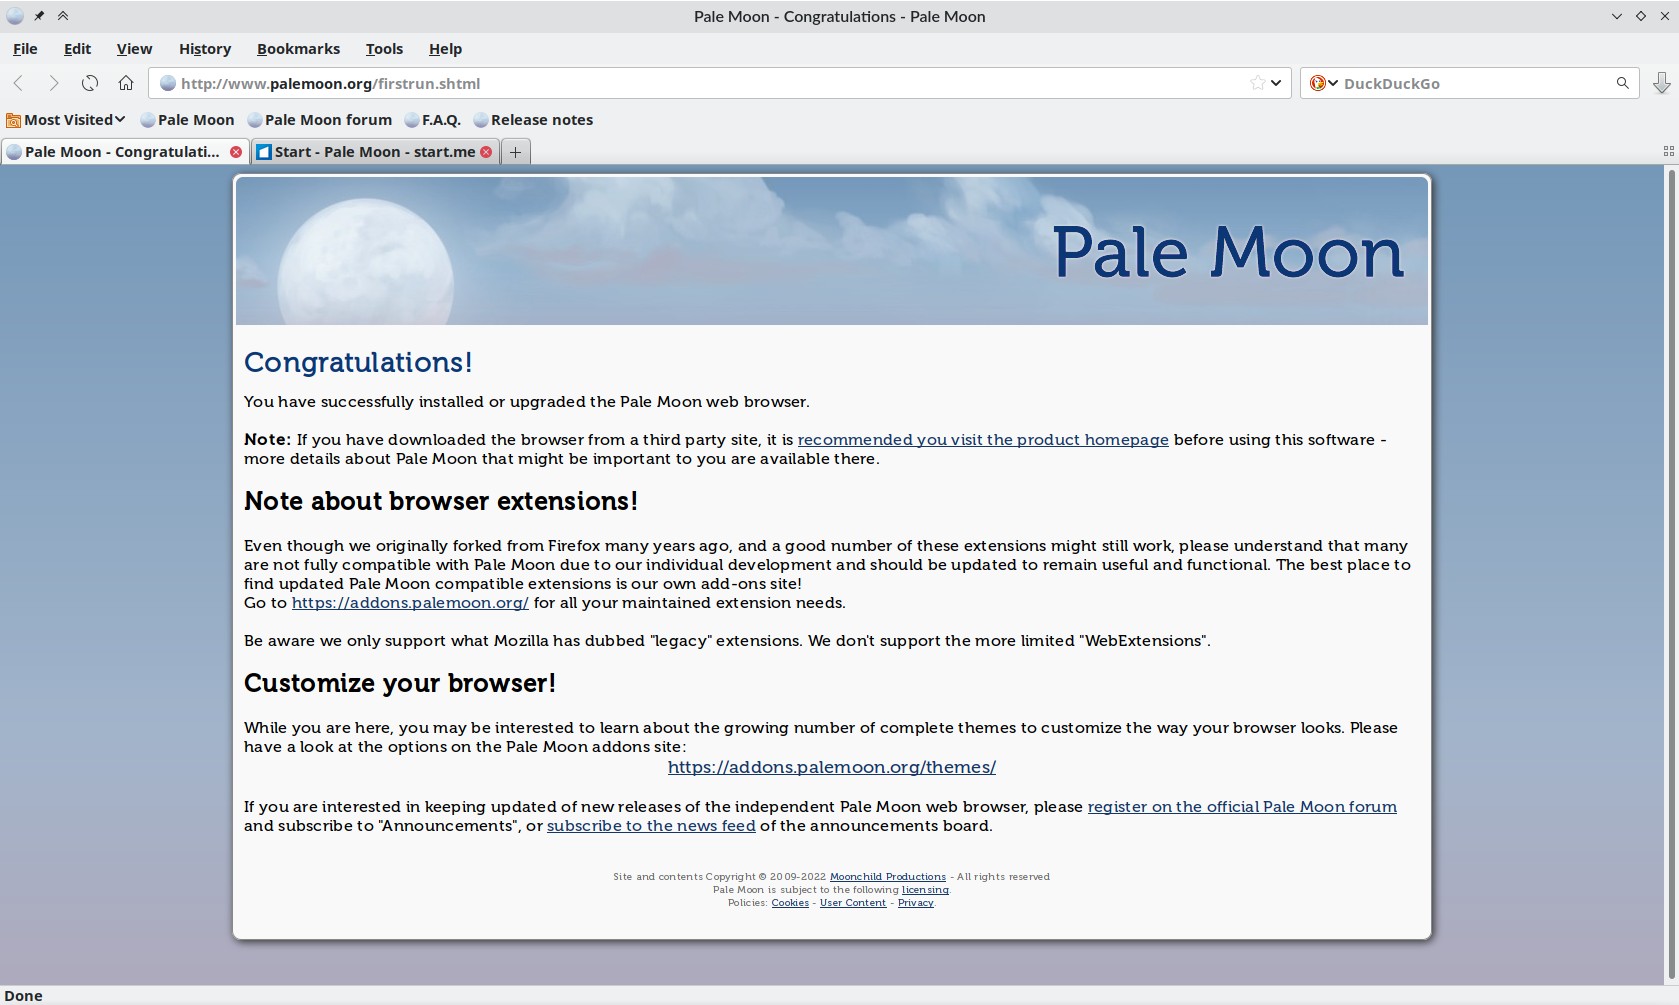 Pale Moon - Congratulations - Pale Moon
File Edit View History Bookmarks Tools Help
http://www.palemoon.org/firstrun.shtml
DuckDuckGo
Most Visited Pale Moon Pale Moon forum F.A.Q. Release notes
Pale Moon - Congratulati... Start - Pale Moon - start.me
Pale Moon
Congratulations!
You have successfully installed or upgraded the Pale Moon web browser.
Note: If you have downloaded the browser from a third party site, it is recommended you visit the product homepage before using this software -
more details about Pale Moon that might be important to you are available there.
Note about browser extensions!
Even though we originally forked from Firefox many years ago, and a good number of these extensions might still work, please understand that many
are not fully compatible with Pale Moon due to our individual development and should be updated to remain useful and functional. The best place to
find updated Pale Moon compatible extensions is our own add-ons site!
Go to https://addons.palemoon.org/ for all your maintained extension needs.
Be aware we only support what Mozilla has dubbed "legacy" extensions. We don't support the more limited "WebExtensions".
Customize your browser!
While you are here, you may be interested to learn about the growing number of complete themes to customize the way your browser looks. Please
have a look at the options on the Pale Moon addons site:
https://addons.palemoon.org/themes/
If you are interested in keeping updated of new releases of the independent Pale Moon web browser, please register on the official Pale Moon forum
and subscribe to "Announcements", or subscribe to the news feed of the announcements board.
Site and contents Copyright © 2009-2022 Moonchild Productions - All rights reserved
Pale Moon is subject to the following licensing.
Policies: Cookies - User Content - Privacy.
Done